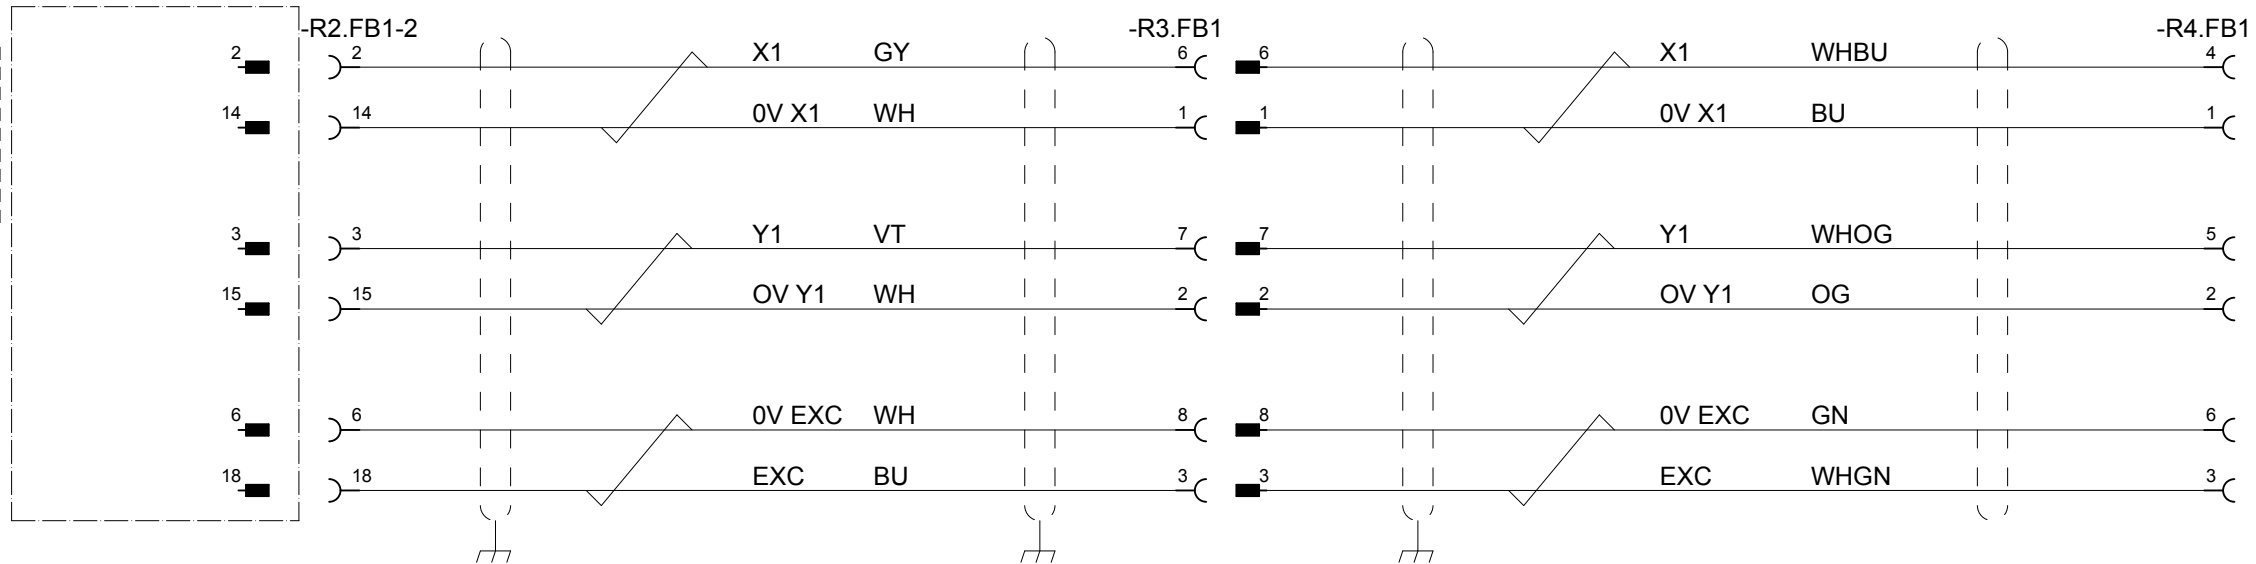 -R2.FB1-2 -R3.FB1 -R4.FB1
2 2 X1 GY 6 6 X1 WHBU 4
14 14 0V X1 WH 1 1 0V X1 BU 1
3 3 Y1 VT 7 7 Y1 WHOG 5
15 15 OV Y1 WH 2 2 OV Y1 OG 2
6 6 0V EXC WH 8 8 0V EXC GN 6
18 18 EXC BU 3 3 EXC WHGN 3